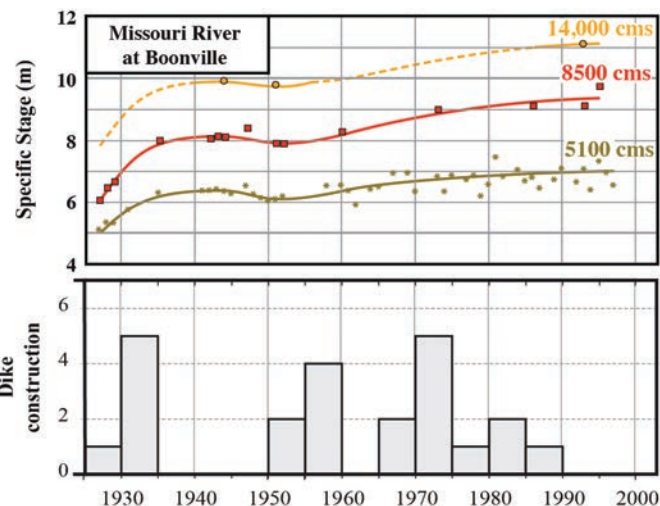 Missouri River
at Boonville
14,000 cms
8500 cms
5100 cms
Specific Stage (m)
12
10
8
6
4
Dike
construction
6
4
2
0
1930 1940 1950 1960 1970 1980 1990 2000